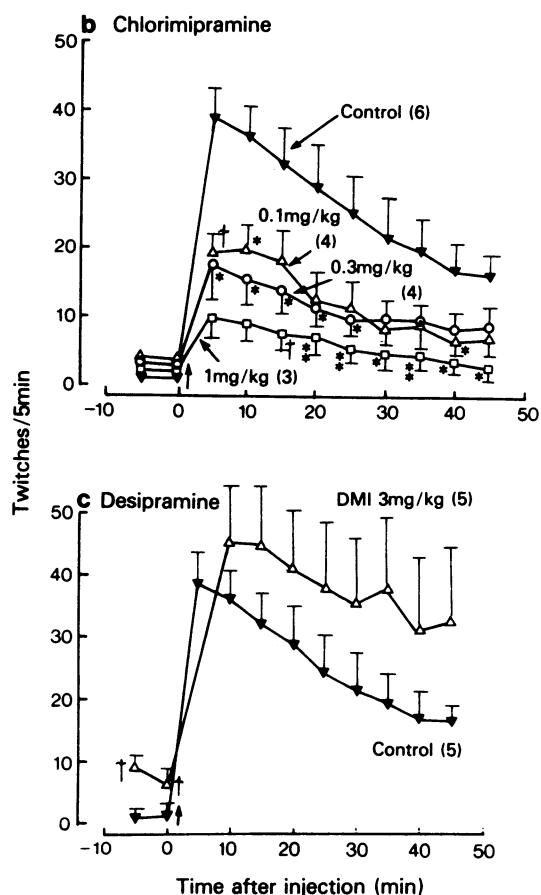 b Chlorimipramine
50
40
Control (6)
30
0.1mg/kg
(4)
20
†
*
0.3mg/kg
(4)
10
* * * * * *
† * * * * * * * * * *
0
1mg/kg (3)
−10 0 10 20 30 40 50
Twitches/5min
c Desipramine
DMI 3mg/kg (5)
50
40
30
20
Control (5)
10
†
†
0
−10 0 10 20 30 40 50
Time after injection (min)